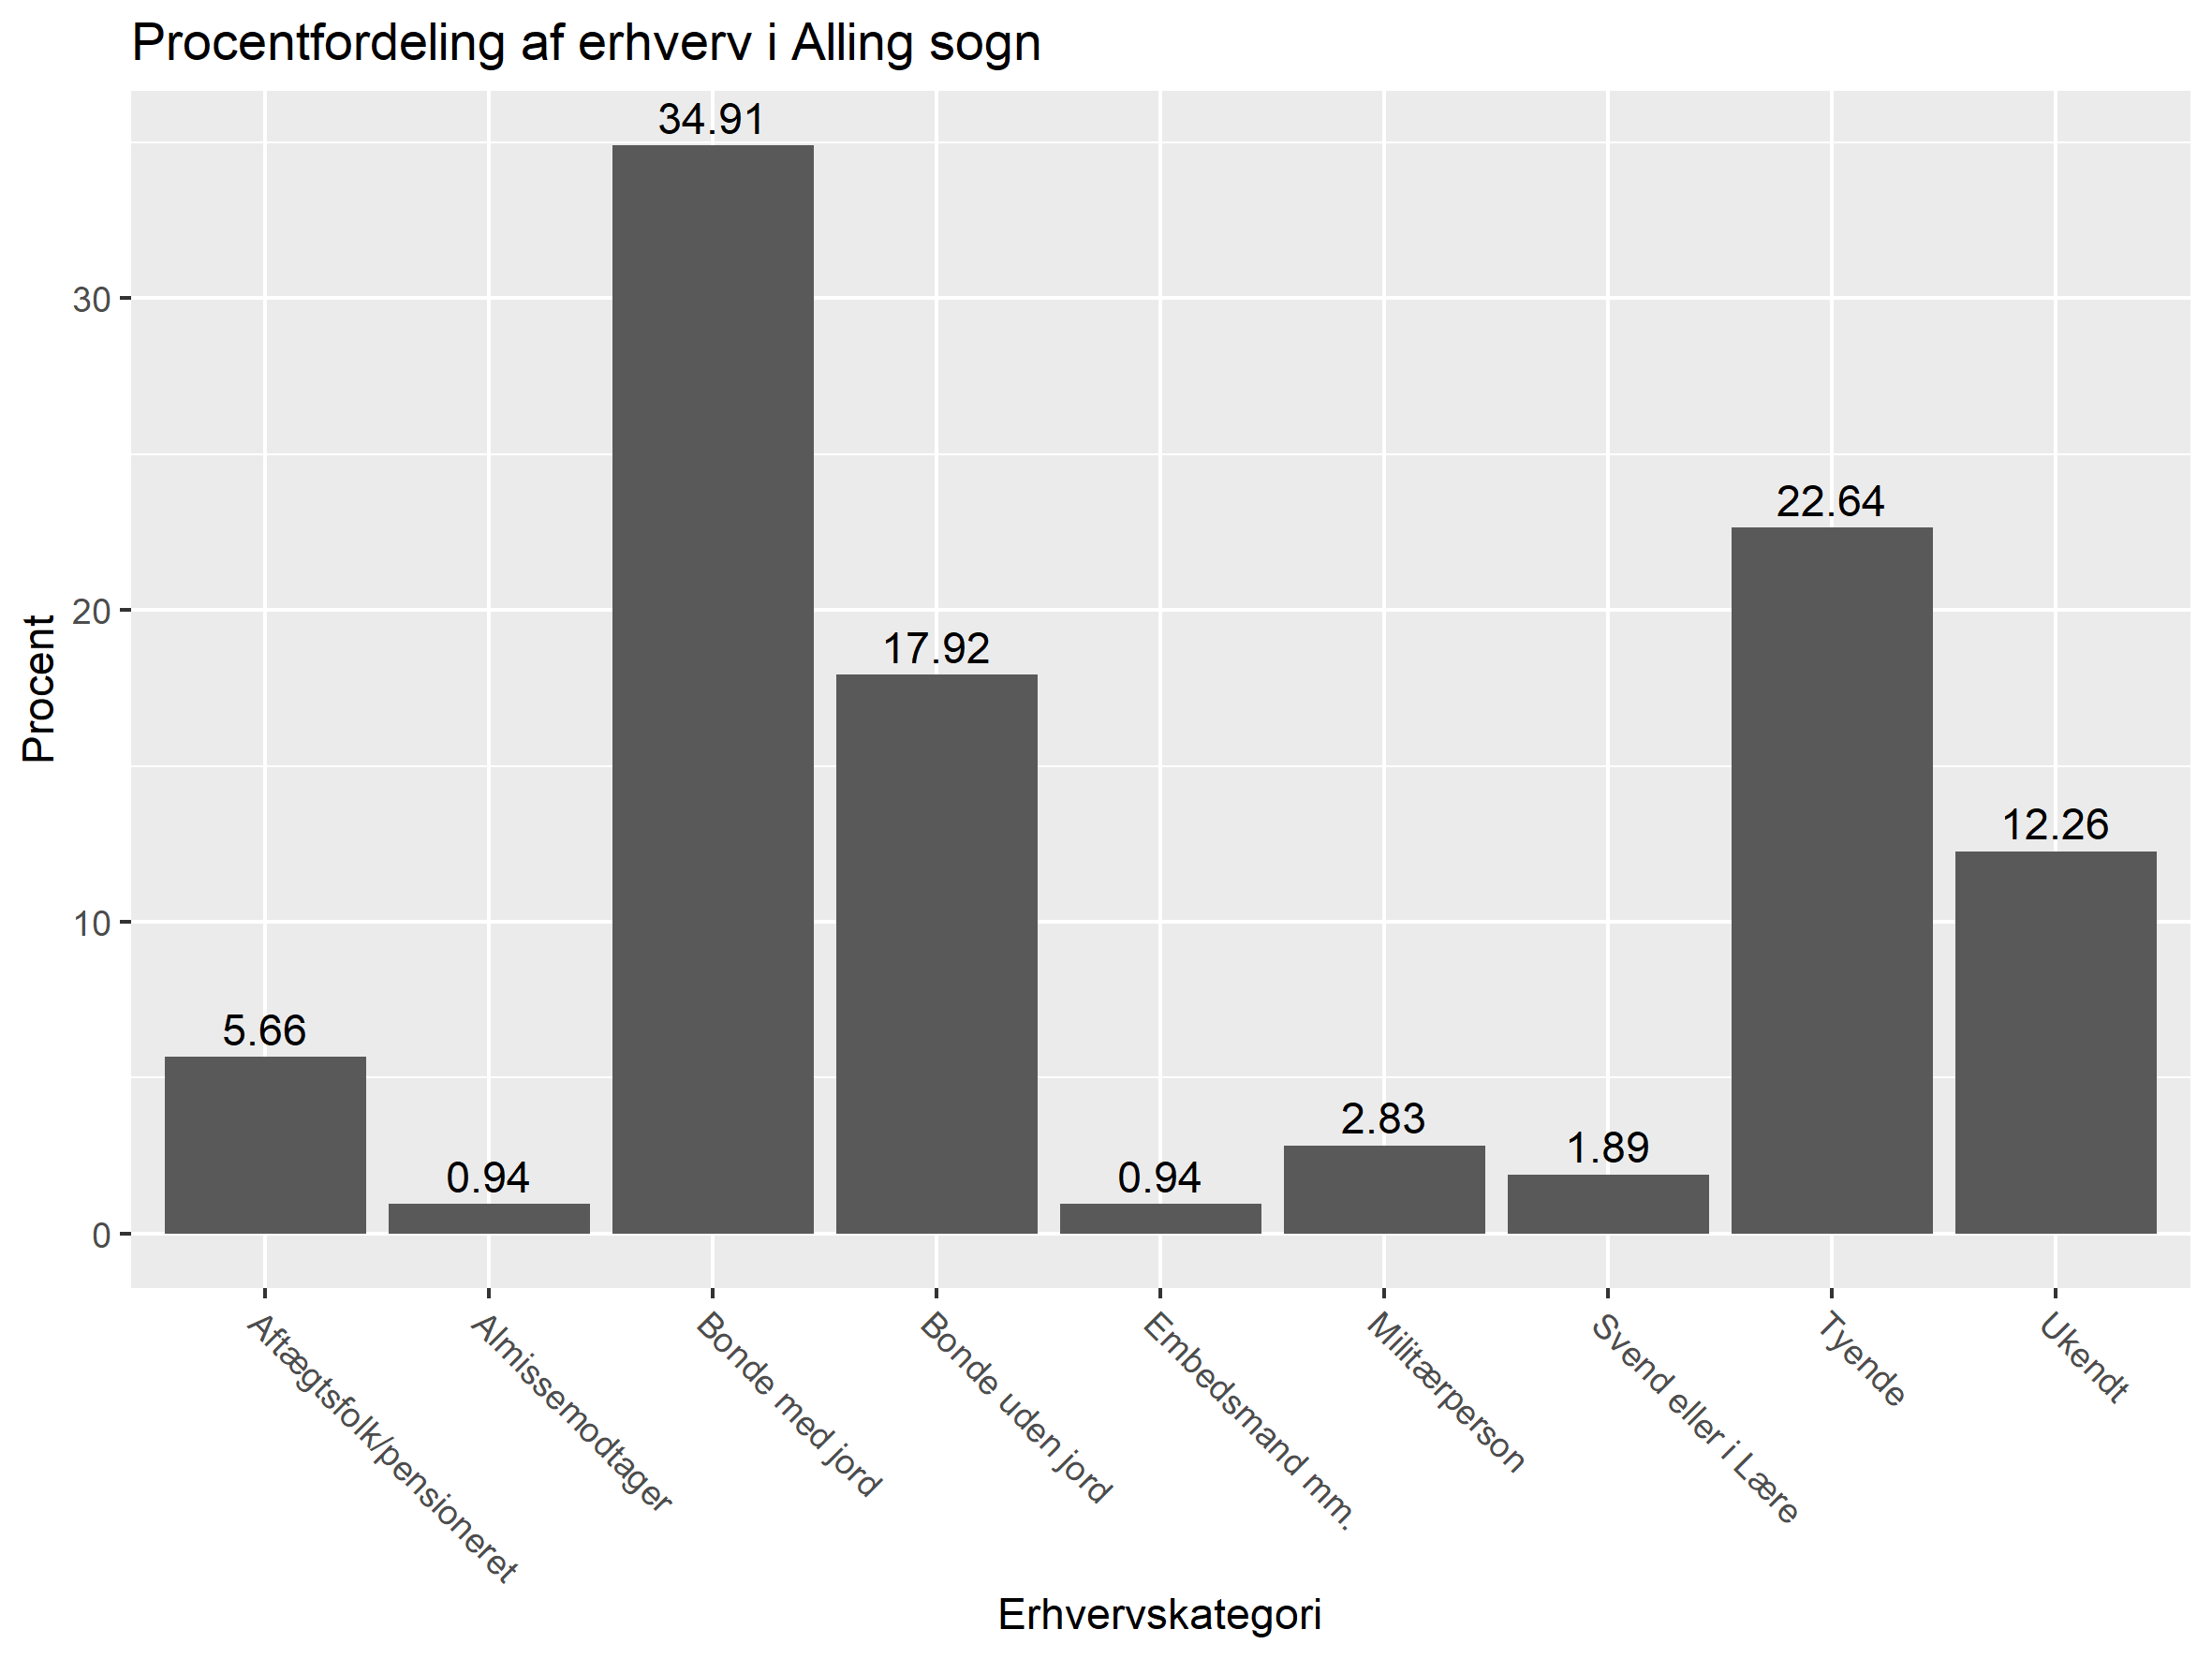 Procentfordeling af erhverv i Alling sogn
34.91
30
22.64
20
17.92
12.26
10
5.66
2.83
1.89
0.94
0.94
0
Procent
Aftægtsfolk/pensioneret
Almissemodtager
Bonde med jord
Bonde uden jord
Embedsmand mm.
Militærperson
Svend eller i Lære
Tyende
Ukendt
Erhvervskategori